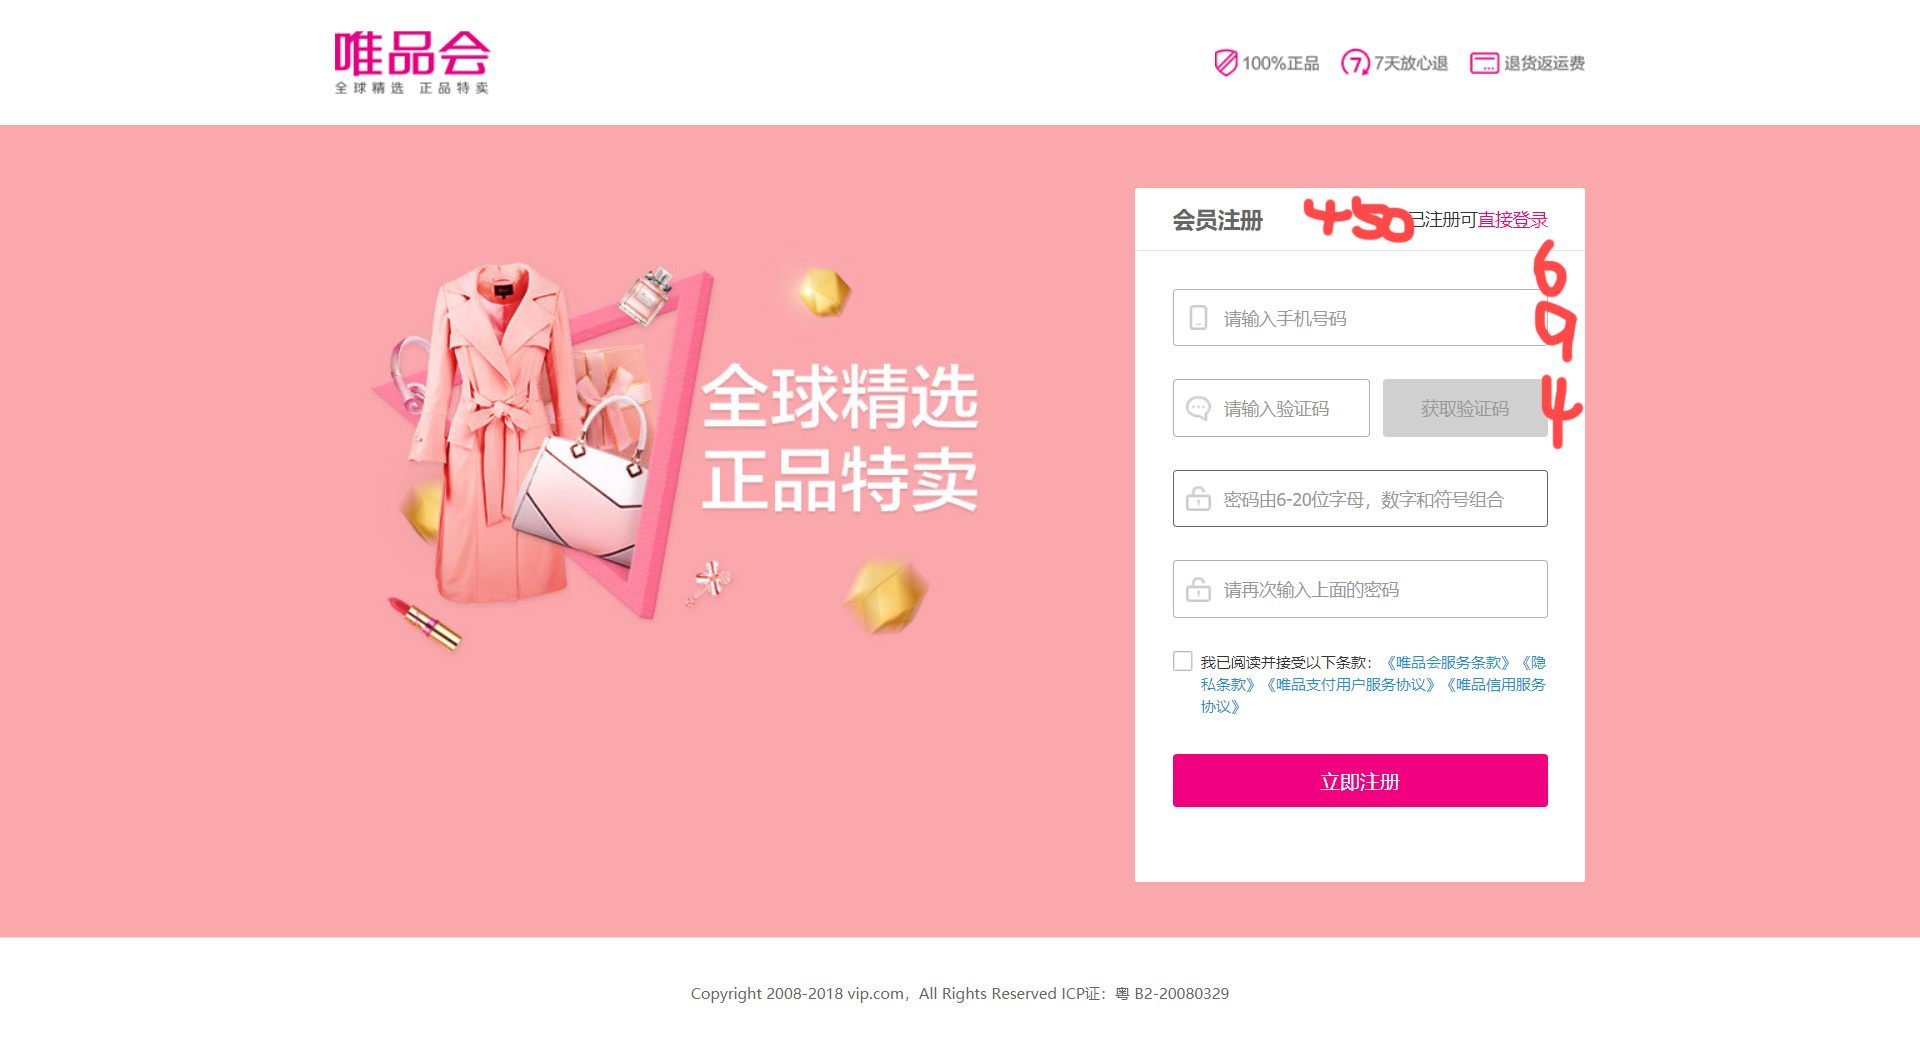 唯品会
全球精选 正品特卖
100%正品 7天放心退 退货返运费
会员注册 450 已注册可直接登录
694
请输入手机号码
请输入验证码 获取验证码
密码由6-20位字母，数字和符号组合
请再次输入上面的密码
我已阅读并接受以下条款：《唯品会服务条款》《隐
私条款》《唯品支付用户服务协议》《唯品信用服务
协议》
立即注册
全球精选
正品特卖
Copyright 2008-2018 vip.com，All Rights Reserved ICP证：粤 B2-20080329